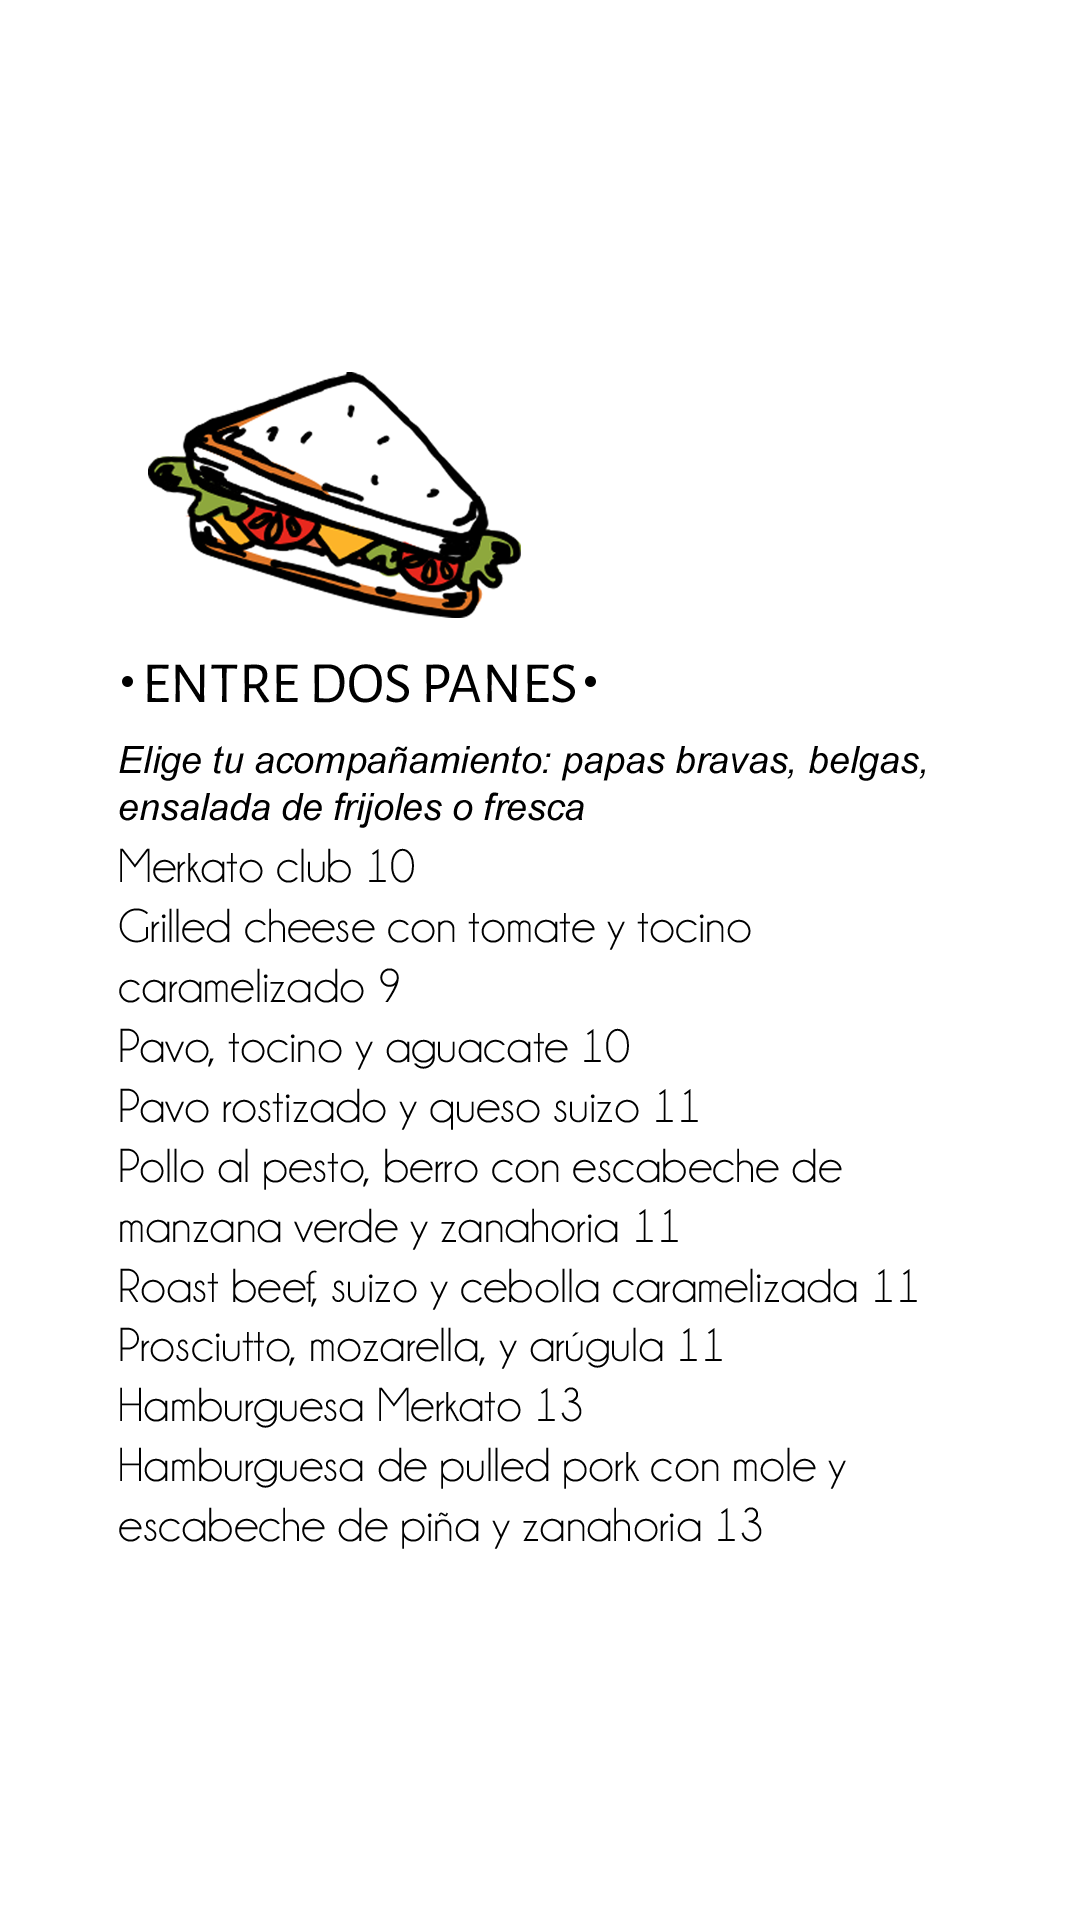 •ENTRE DOS PANES•
Elige tu acompañamiento: papas bravas, belgas,
ensalada de frijoles o fresca
Merkato club 10
Grilled cheese con tomate y tocino
caramelizado 9
Pavo, tocino y aguacate 10
Pavo rostizado y queso suizo 11
Pollo al pesto, berro con escabeche de
manzana verde y zanahoria 11
Roast beef, suizo y cebolla caramelizada 11
Prosciutto, mozarella, y arúgula 11
Hamburguesa Merkato 13
Hamburguesa de pulled pork con mole y
escabeche de piña y zanahoria 13